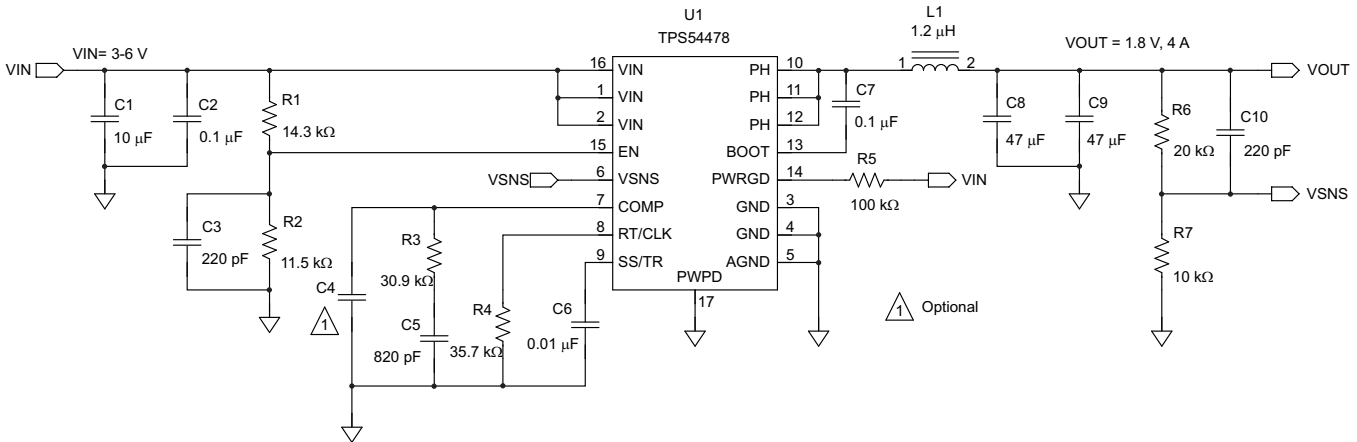 U1
TPS54478
L1
1.2 μH
VIN= 3-6 V
VOUT = 1.8 V, 4 A
VIN
C1
10 μF
C2
0.1 μF
R1
14.3 kΩ
C3
220 pF
R2
11.5 kΩ
VSNS
C4
1
R3
30.9 kΩ
C5
820 pF
R4
35.7 kΩ
C6
0.01 μF
16 VIN
1 VIN
2 VIN
15 EN
6 VSNS
7 COMP
8 RT/CLK
9 SS/TR
PWPD
17
PH 10
PH 11
PH 12
BOOT 13
PWRGD 14
GND 3
GND 4
AGND 5
C7
0.1 μF
1 2
R5
100 kΩ
VIN
C8
47 μF
C9
47 μF
R6
20 kΩ
C10
220 pF
R7
10 kΩ
VOUT
VSNS
1 Optional